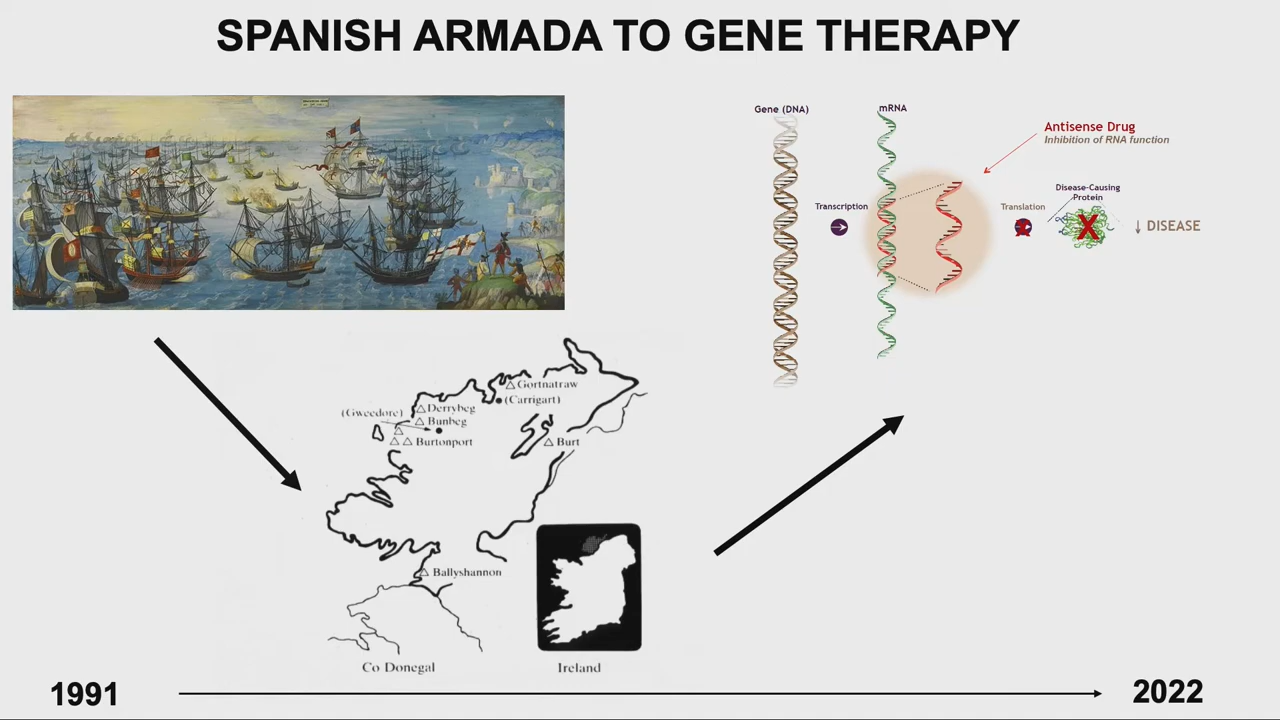 SPANISH ARMADA TO GENE THERAPY
Gene (DNA)
mRNA
Antisense Drug
Inhibition of RNA function
Transcription
Translation
Disease-Causing
Protein
X
↓ DISEASE
Gortnatraw
(Carrigart)
(Gweedore)
Derrybeg
Bunbeg
Burtonport
Burt
Ballyshannon
Co Donegal
Ireland
1991
2022